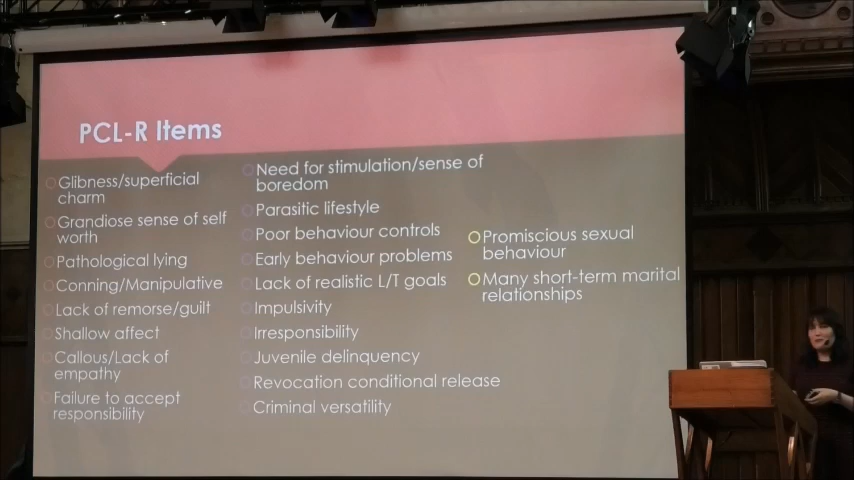 PCL-R Items
Glibness/superficial
charm
Grandiose sense of self
worth
Pathological lying
Conning/Manipulative
Lack of remorse/guilt
Shallow affect
Callous/Lack of
empathy
Failure to accept
responsibility
Need for stimulation/sense of
boredom
Parasitic lifestyle
Poor behaviour controls
Early behaviour problems
Lack of realistic L/T goals
Impulsivity
Irresponsibility
Juvenile delinquency
Revocation conditional release
Criminal versatility
Promiscious sexual
behaviour
Many short-term marital
relationships